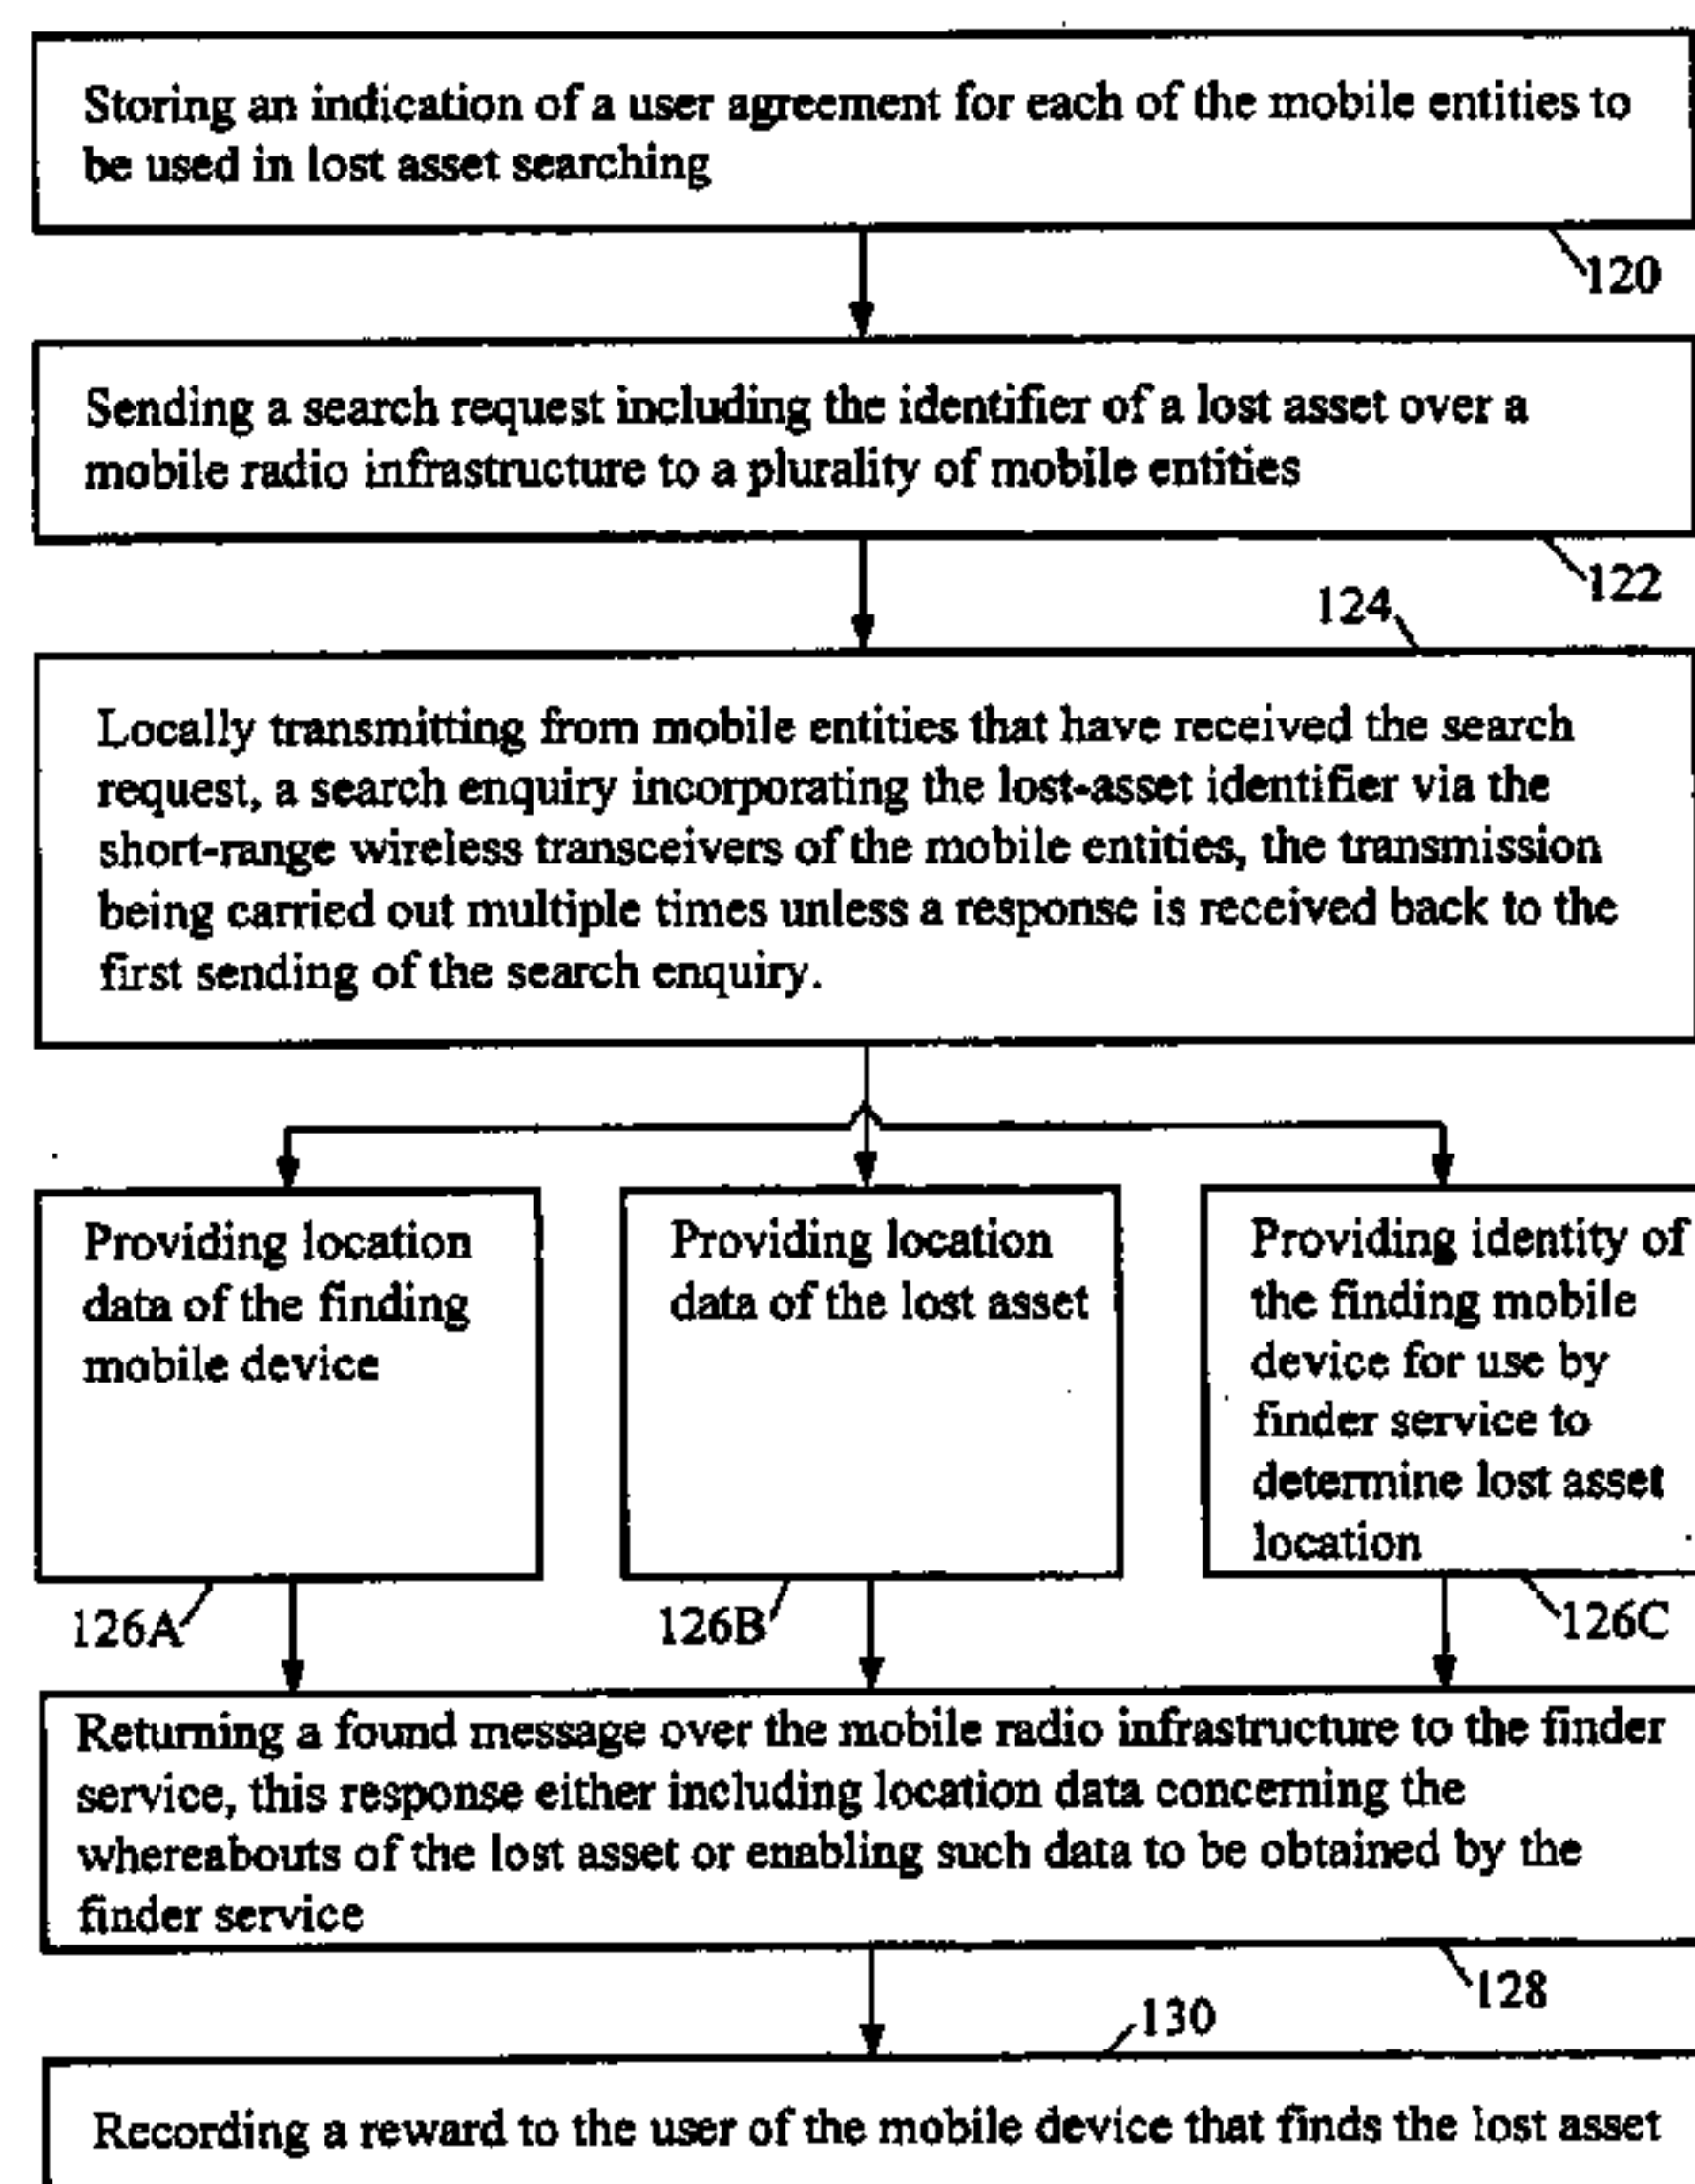 Storing an indication of a user agreement for each of the mobile entities to
be used in lost asset searching
120
Sending a search request including the identifier of a lost asset over a
mobile radio infrastructure to a plurality of mobile entities
122
124
Locally transmitting from mobile entities that have received the search
request, a search enquiry incorporating the lost-asset identifier via the
short-range wireless transceivers of the mobile entities, the transmission
being carried out multiple times unless a response is received back to the
first sending of the search enquiry.
Providing location
data of the finding
mobile device
126A
Providing location
data of the lost asset
126B
Providing identity of
the finding mobile
device for use by
finder service to
determine lost asset
location
126C
Returning a found message over the mobile radio infrastructure to the finder
service, this response either including location data concerning the
whereabouts of the lost asset or enabling such data to be obtained by the
finder service
128
130
Recording a reward to the user of the mobile device that finds the lost asset